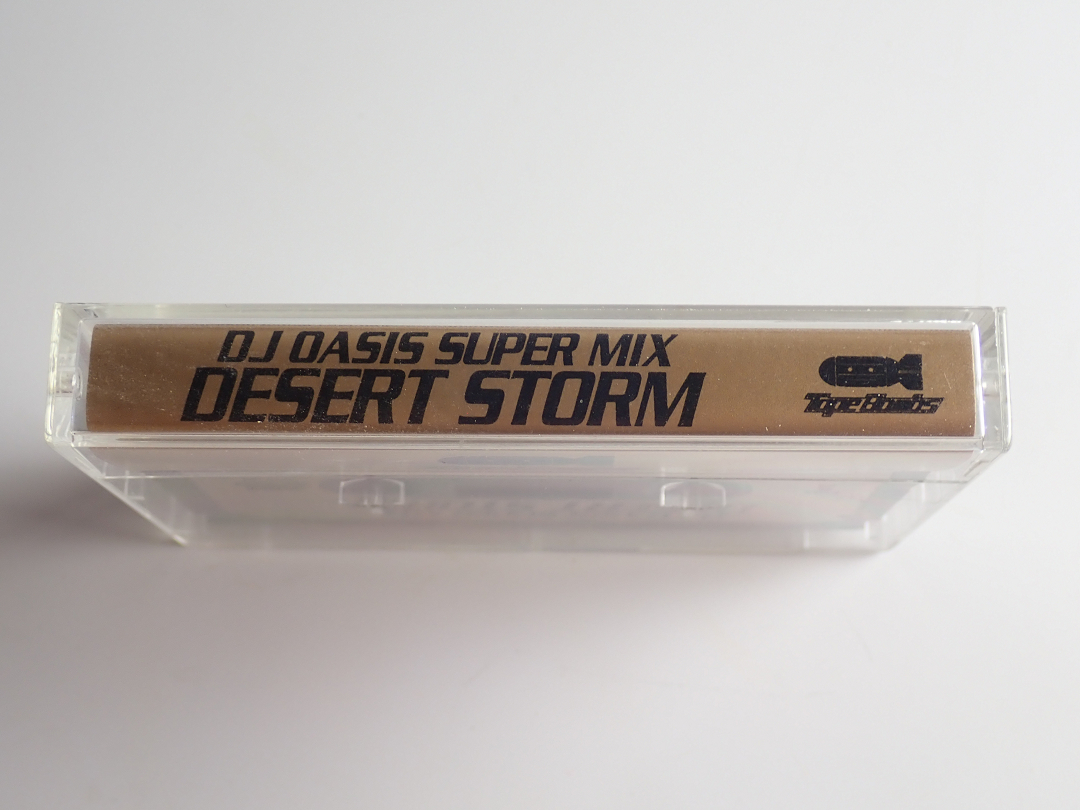 DJ OASIS SUPER MIX
DESERT STORM
TapeBombs